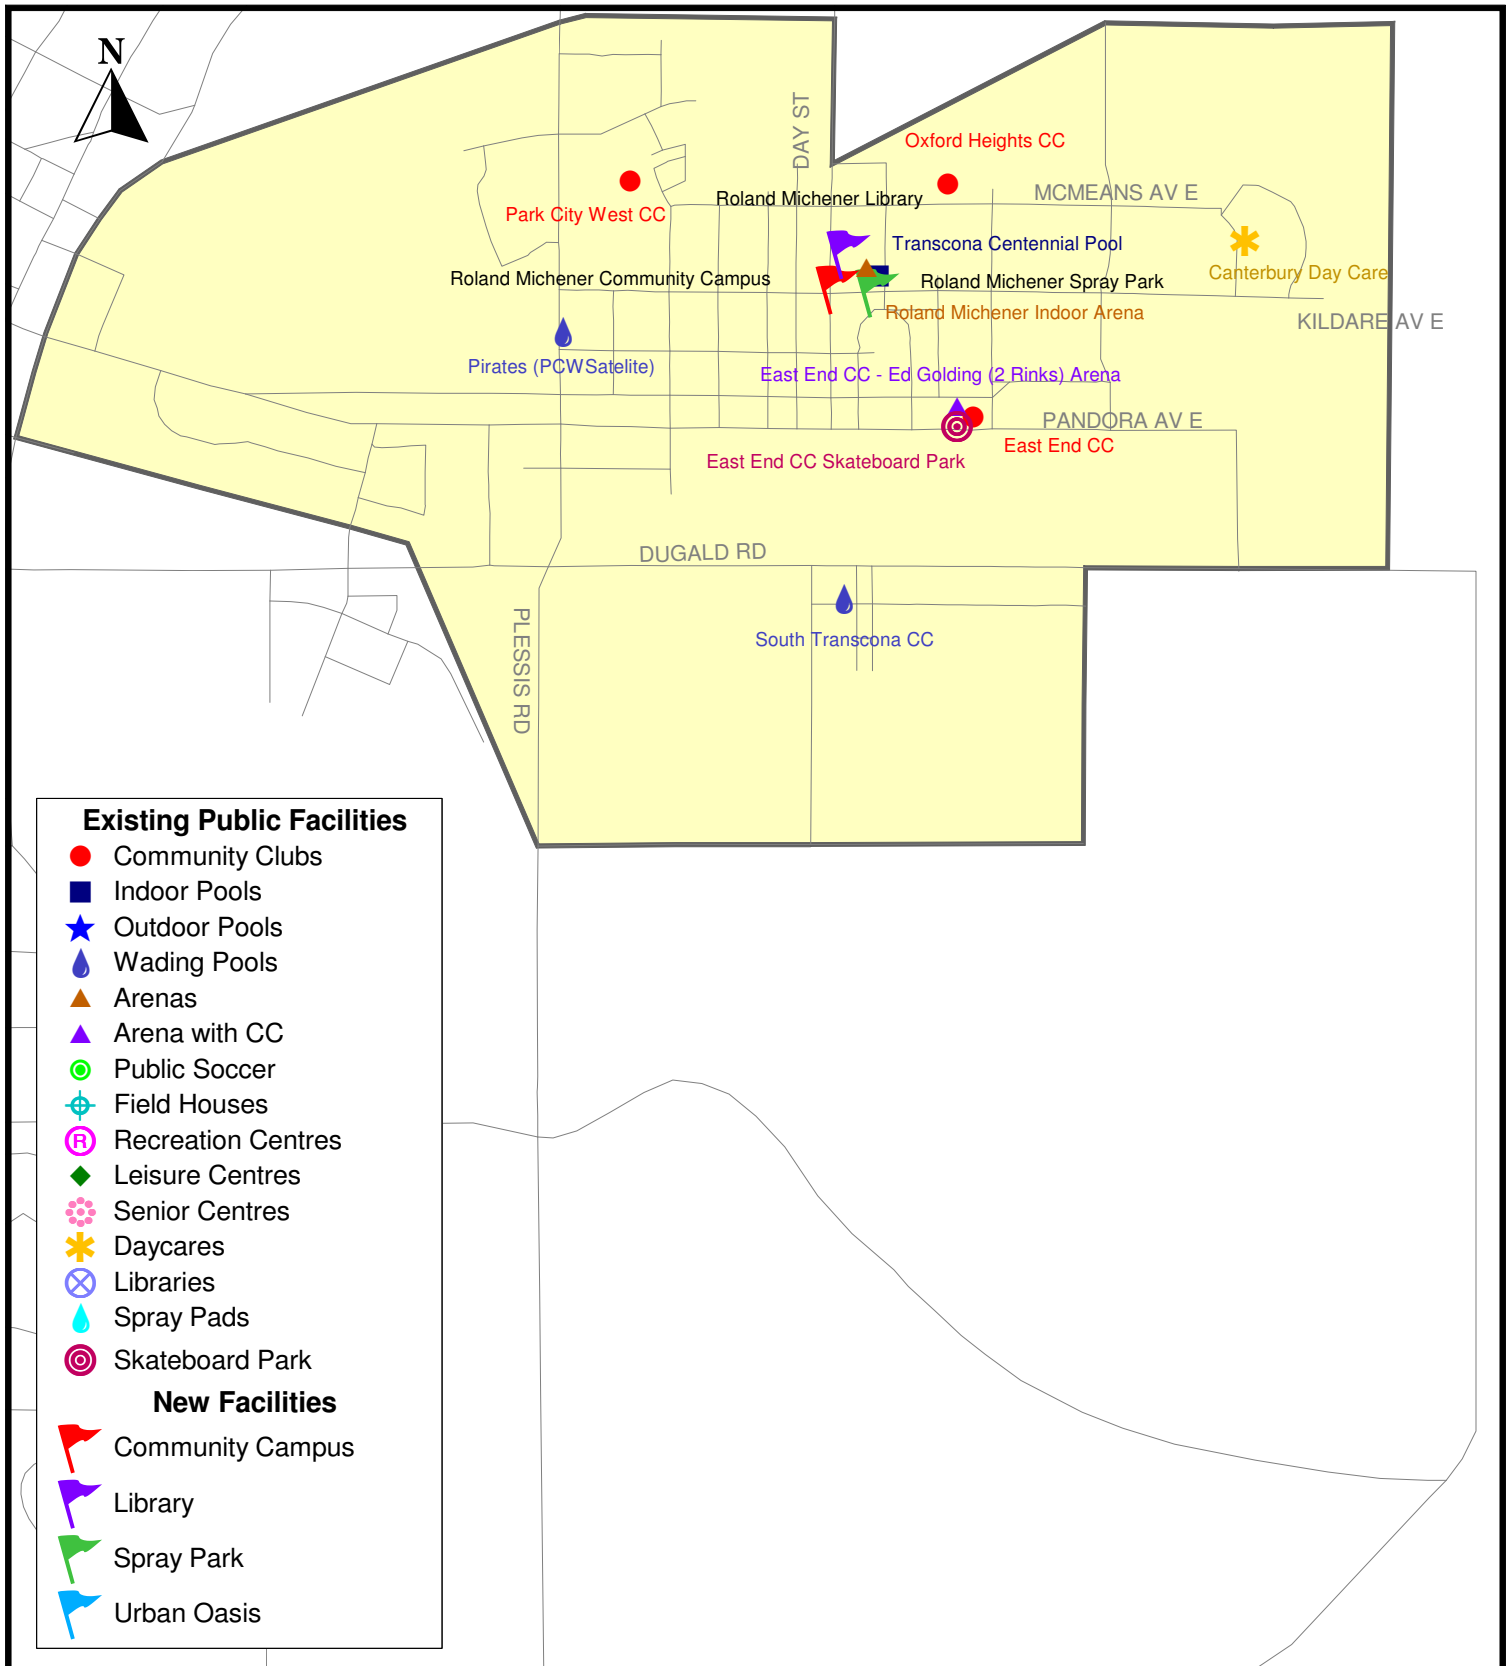 N
DAY ST
Oxford Heights CC
MCMEANS AV E
Roland Michener Library
Park City West CC
Transcona Centennial Pool
Canterbury Day Care
Roland Michener Community Campus
Roland Michener Spray Park
Roland Michener Indoor Arena
KILDARE AV E
Pirates (PCWSatelite)
East End CC - Ed Golding (2 Rinks) Arena
PANDORA AV E
East End CC
East End CC Skateboard Park
DUGALD RD
PLESSIS RD
South Transcona CC
Existing Public Facilities
Community Clubs
Indoor Pools
Outdoor Pools
Wading Pools
Arenas
Arena with CC
Public Soccer
Field Houses
R Recreation Centres
Leisure Centres
Senior Centres
Daycares
Libraries
Spray Pads
Skateboard Park
New Facilities
Community Campus
Library
Spray Park
Urban Oasis